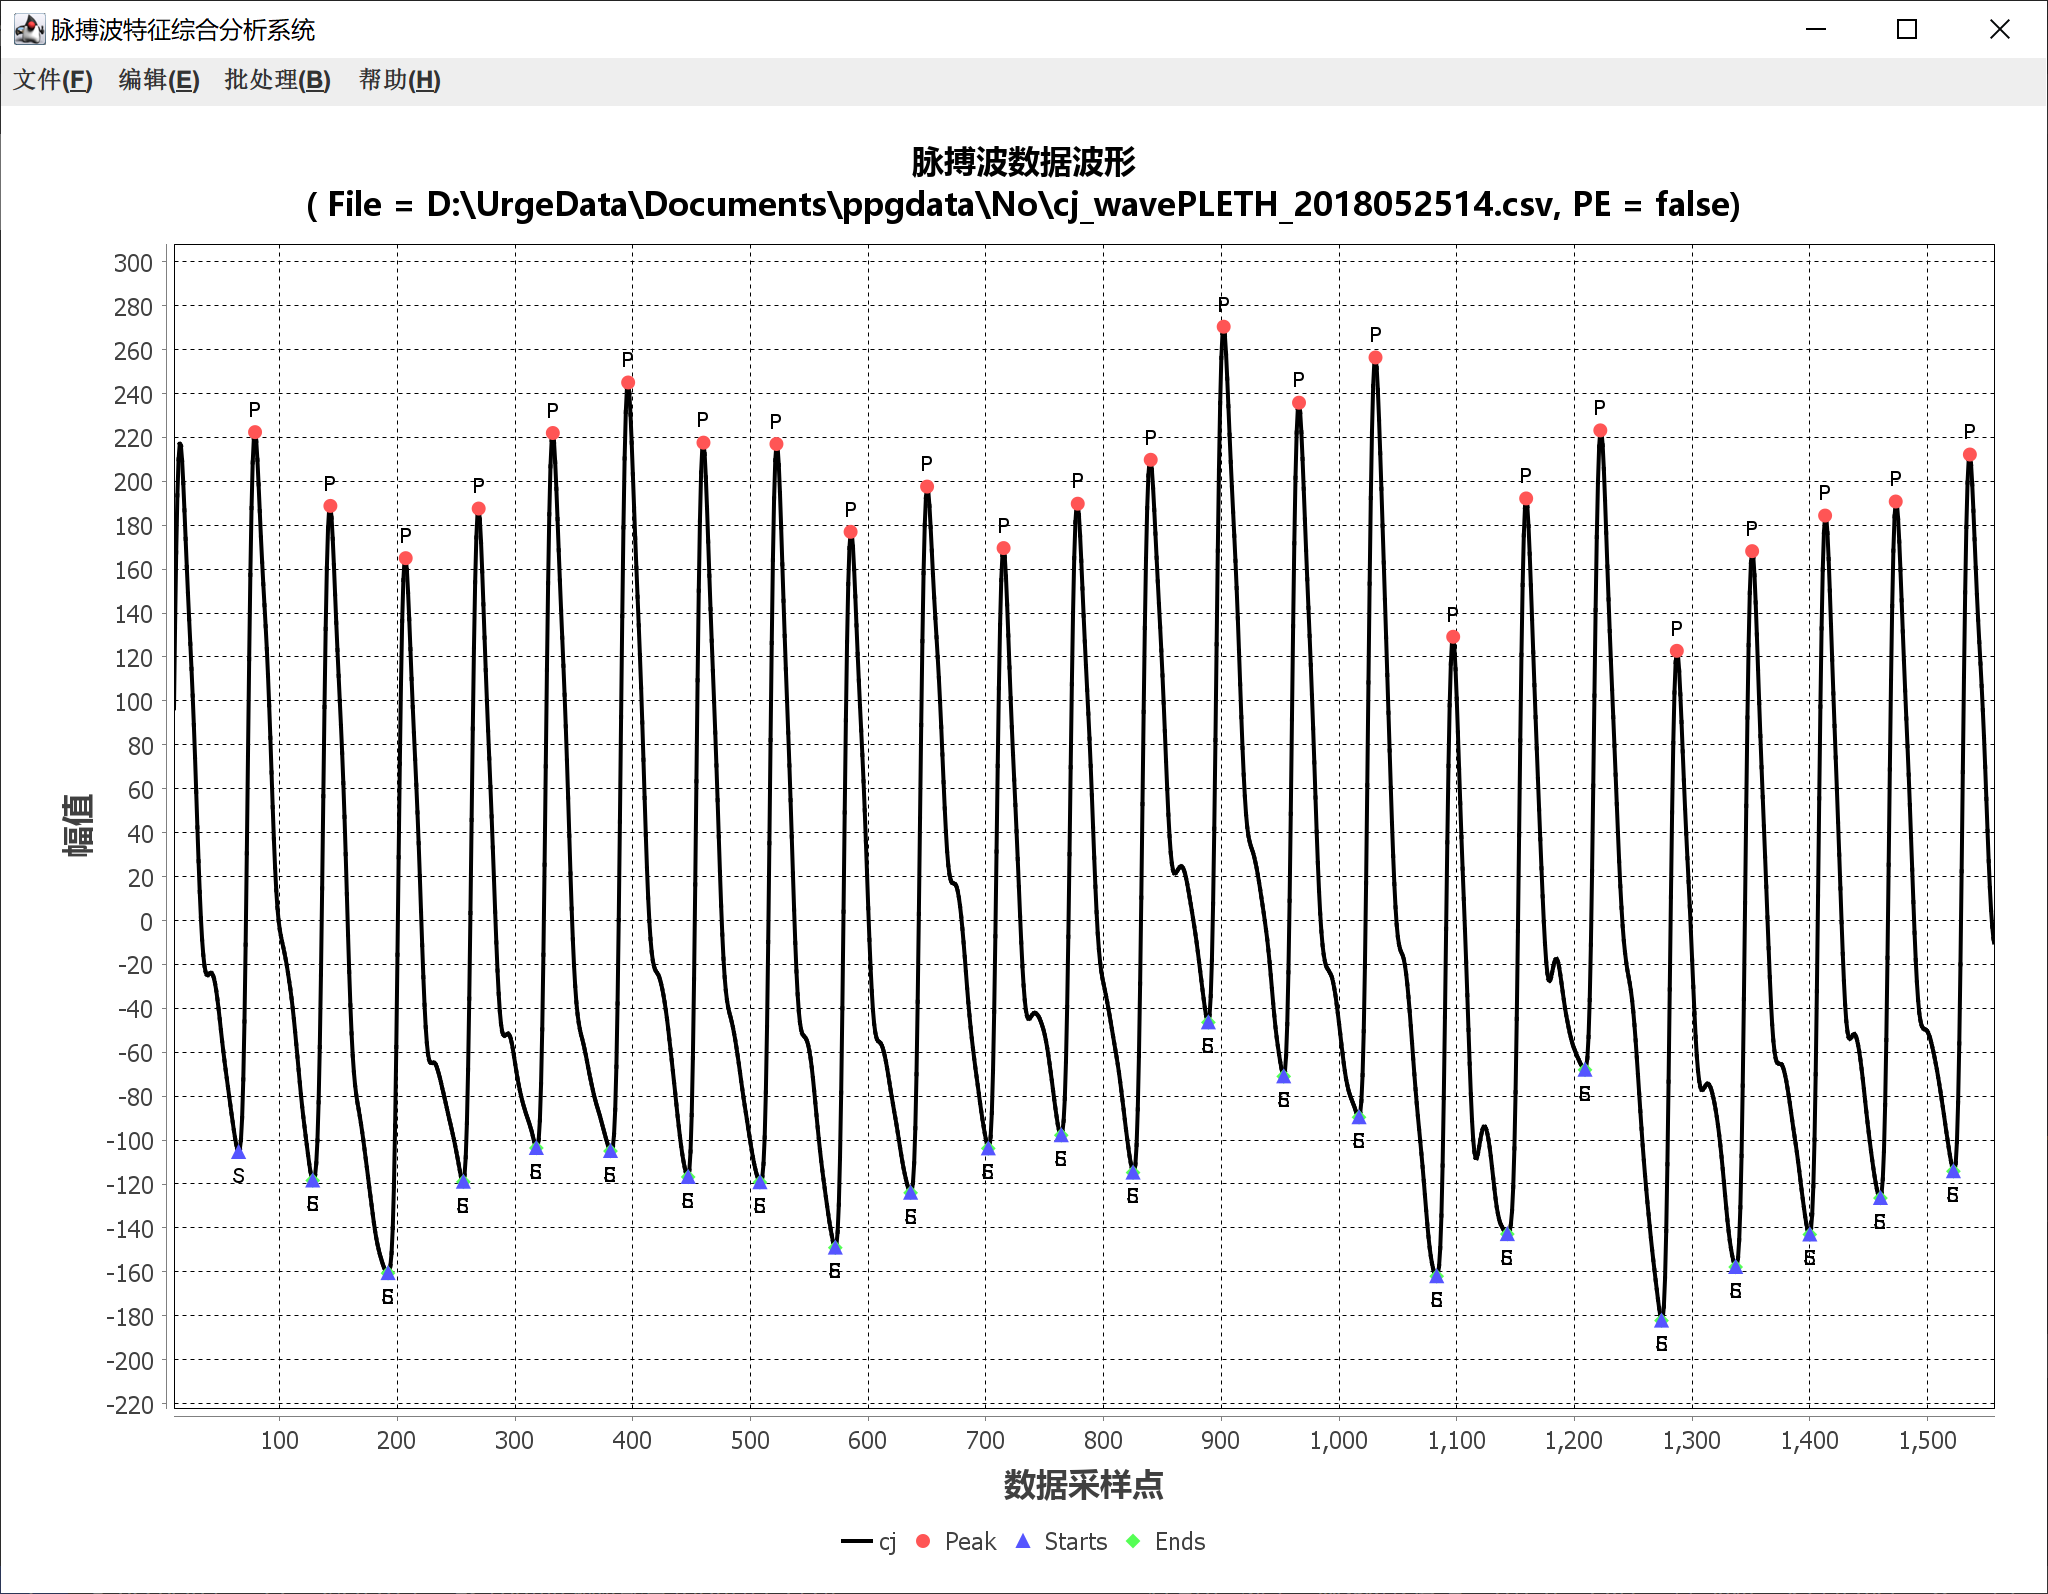 脉搏波特征综合分析系统
文件(F) 编辑(E) 批处理(B) 帮助(H)
脉搏波数据波形
( File = D:\UrgeData\Documents\ppgdata\No\cj_wavePLETH_2018052514.csv, PE = false)
300
280
260
240
220
200
180
160
140
120
100
80
60
40
20
0
-20
-40
-60
-80
-100
-120
-140
-160
-180
-200
-220
幅值
P P P P P P P P P P P P P P P P P P P P P P P P
S
100 200 300 400 500 600 700 800 900 1,000 1,100 1,200 1,300 1,400 1,500
数据采样点
cj Peak Starts Ends